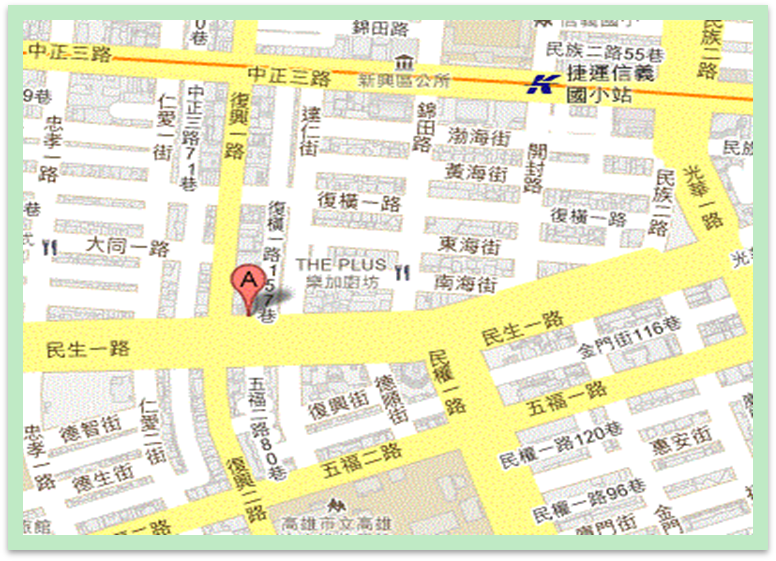 0巷
錦田路
信義國小
民族二路
中正三路
民族二路55巷
中正三路
新興區公所
捷運信義
國小站
9巷
仁愛一街
中正三路71巷
復興一路
忠孝一路
達仁街
錦田路
渤海街
開封路
黃海街
民族二路
光華一路
民族
巷
復橫一路
復橫一路
大同一路
復橫一路157巷
東海街
THE PLUS
樂加廚坊
南海街
光
A
民生一路
民生一路
金門街116巷
民權一路
五福二路80巷
復興街
德順街
五福一路
仁愛二街
德智街
忠孝一路
德生街
復興二路
五福二路
民權一路120巷
惠安街
民權一路96巷
金門
廈門街
旅館
高雄市立高雄